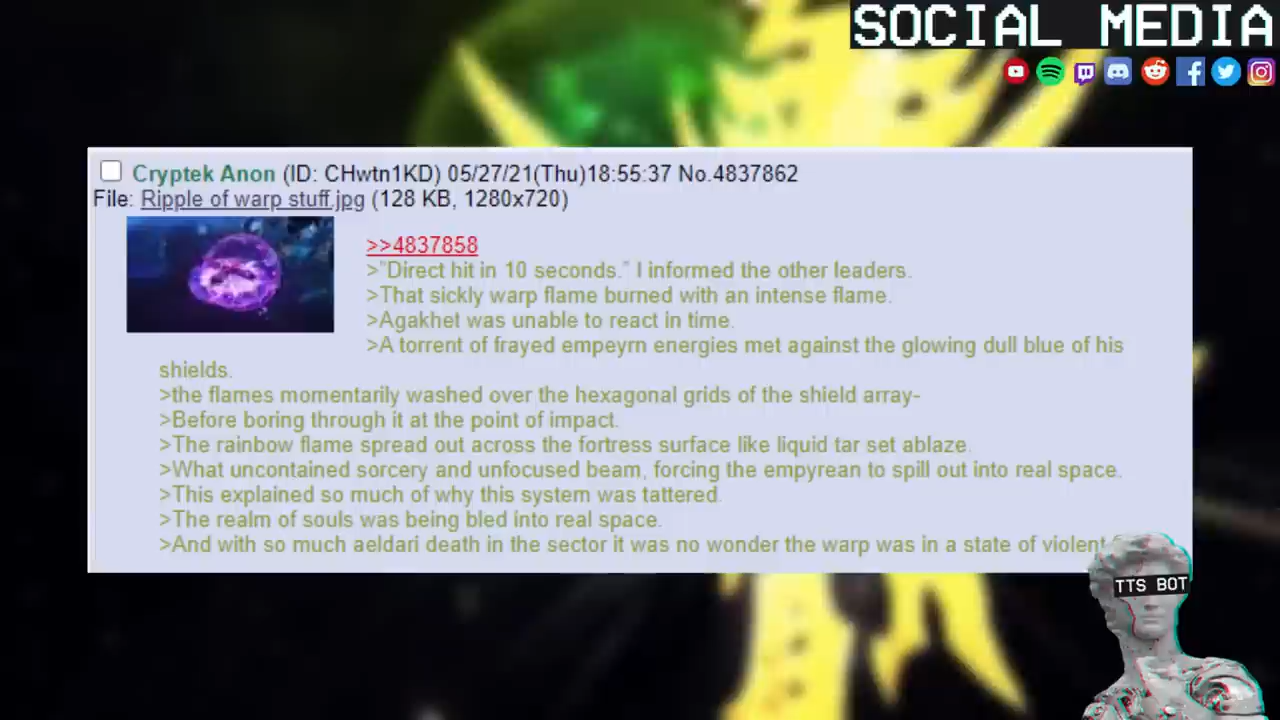 SOCIAL MEDIA
Cryptek Anon (ID: CHwtn1KD) 05/27/21(Thu)18:55:37 No.4837862
File: Ripple of warp stuff.jpg (128 KB, 1280x720)
>>4837858
>"Direct hit in 10 seconds." I informed the other leaders.
>That sickly warp flame burned with an intense flame.
>Agakhet was unable to react in time.
>A torrent of frayed empeyrn energies met against the glowing dull blue of his
shields.
>the flames momentarily washed over the hexagonal grids of the shield array-
>Before boring through it at the point of impact.
>The rainbow flame spread out across the fortress surface like liquid tar set ablaze.
>What uncontained sorcery and unfocused beam, forcing the empyrean to spill out into real space.
>This explained so much of why this system was tattered.
>The realm of souls was being bled into real space.
>And with so much aeldari death in the sector it was no wonder the warp was in a state of violent
TTS BOT